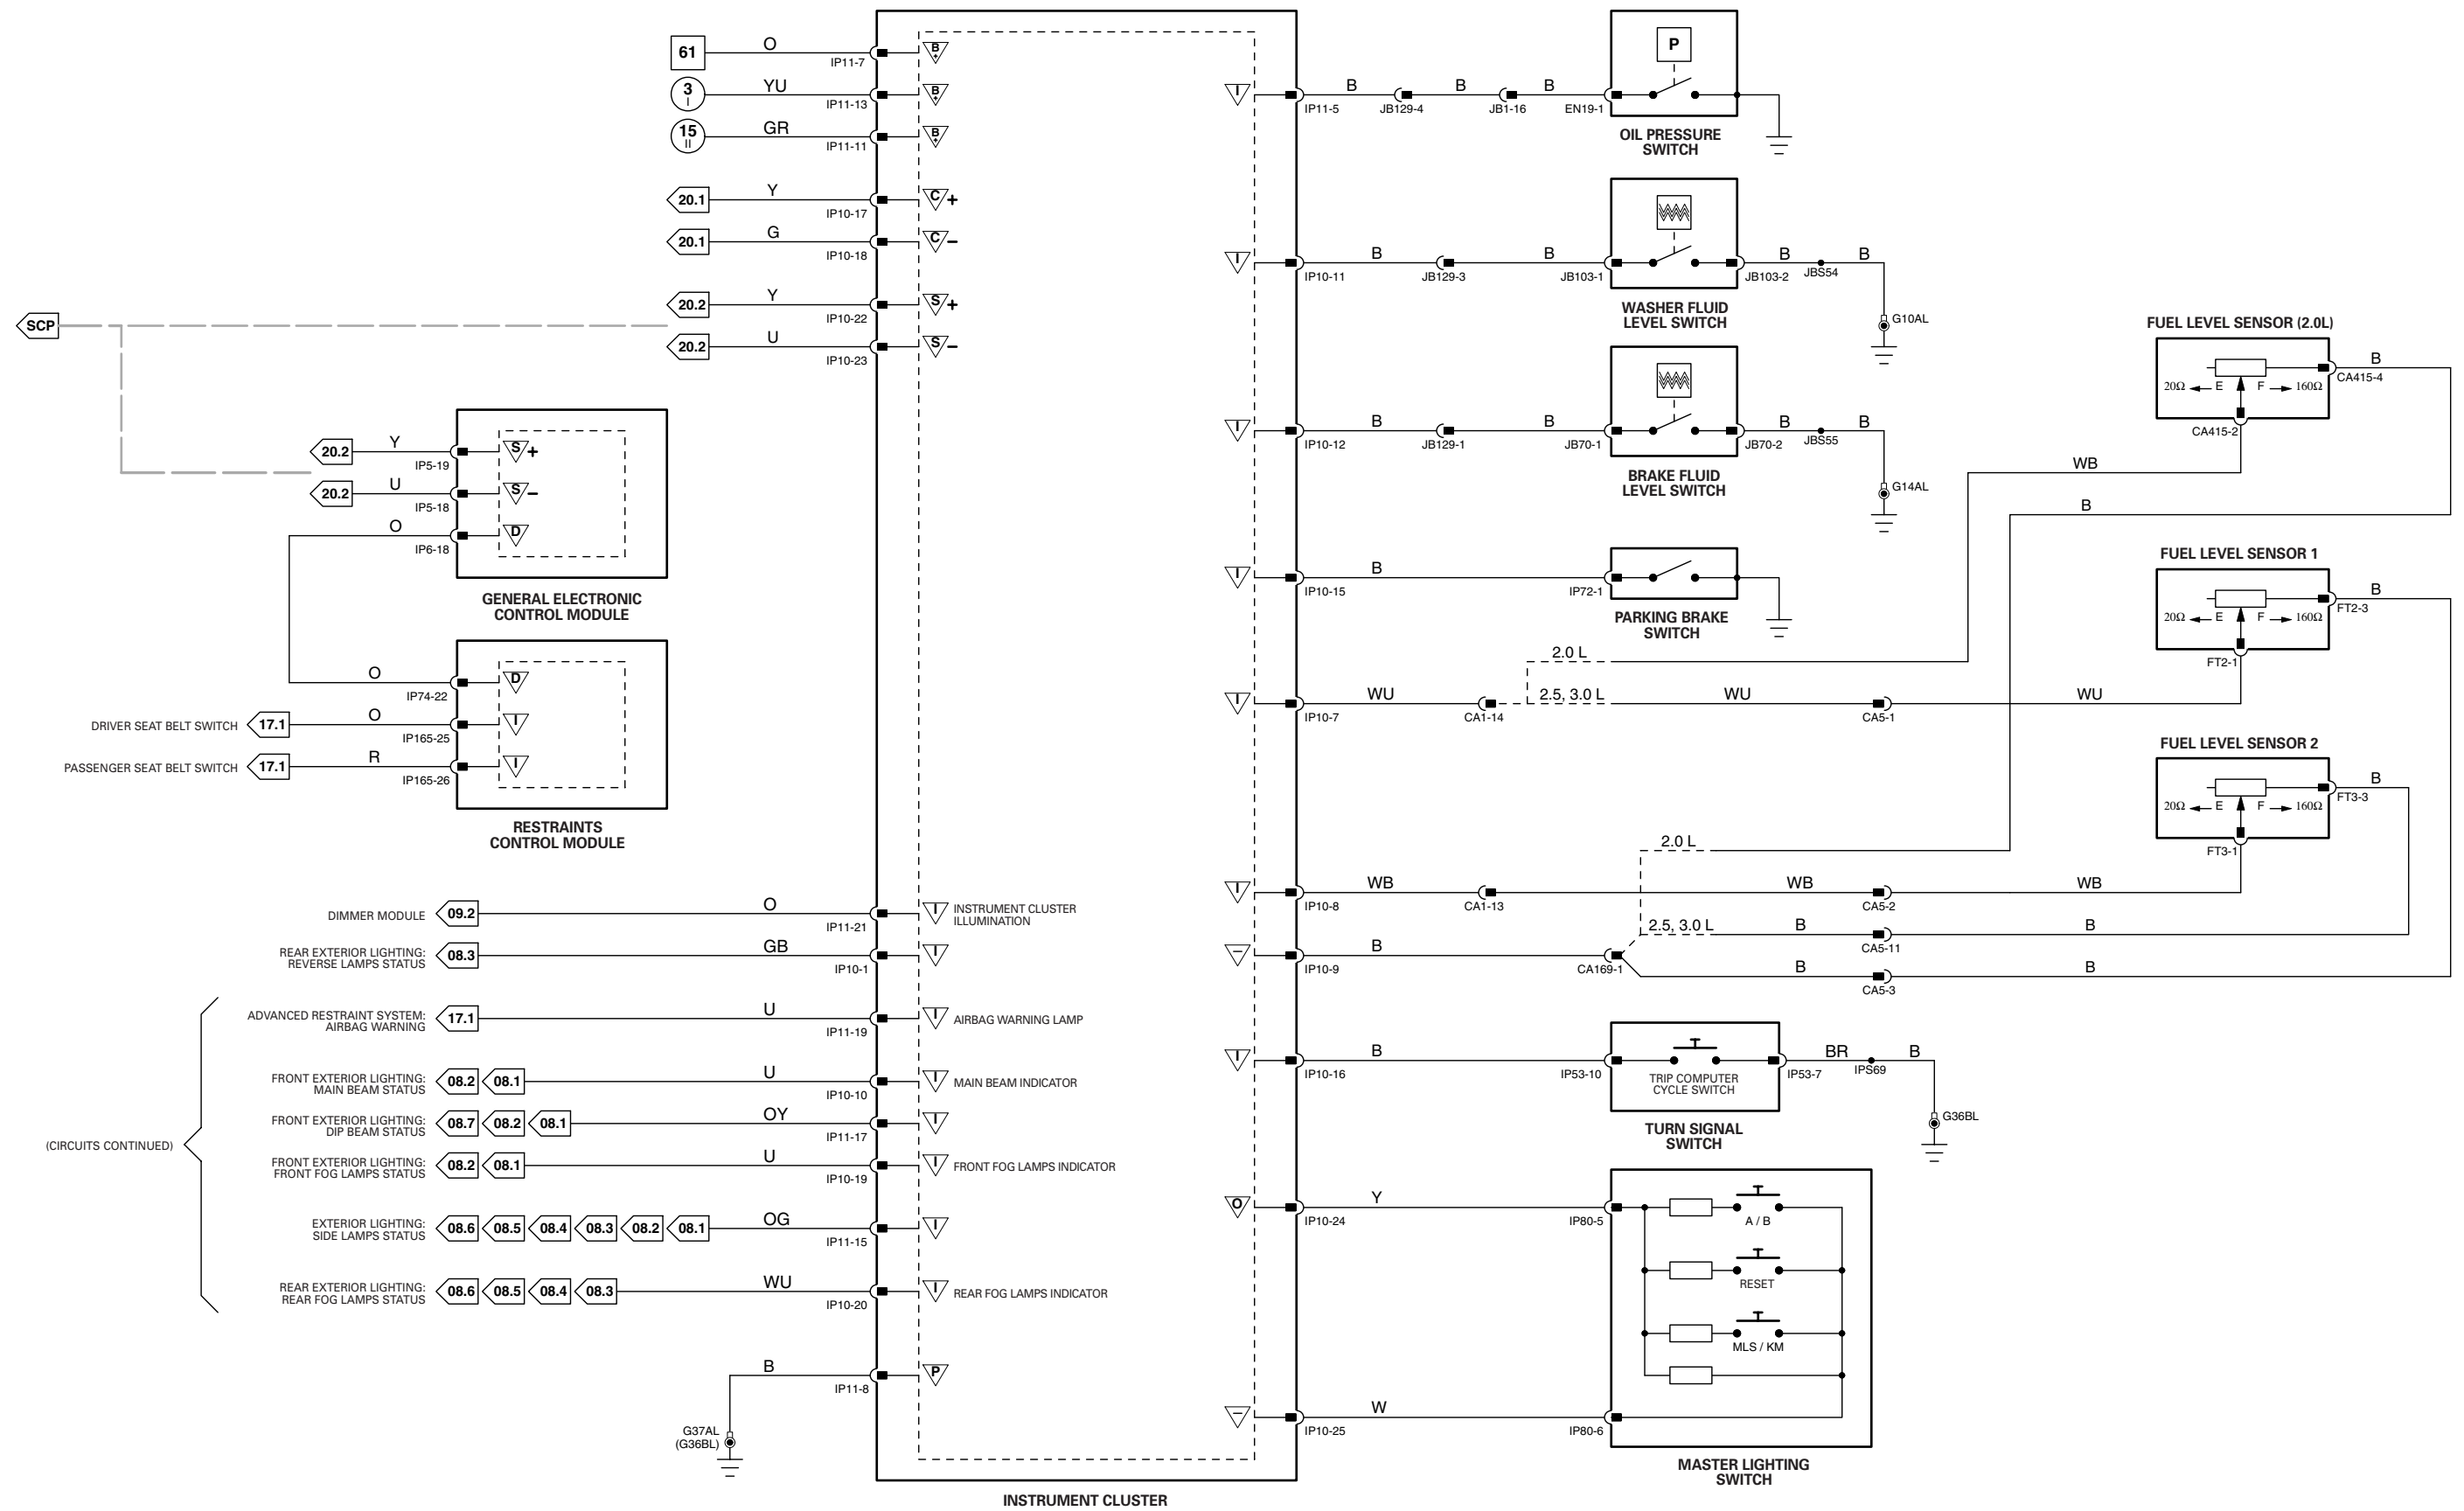 61
O
IP11-7
B
+
3
I
YU
IP11-13
B
+
15
II
GR
IP11-11
B
+
20.1
Y
IP10-17
C +
20.1
G
IP10-18
C –
SCP
20.2
Y
IP10-22
S +
20.2
U
IP10-23
S –
20.2
Y
IP5-19
S +
20.2
U
IP5-18
S –
O
IP6-18
D
GENERAL ELECTRONIC
CONTROL MODULE
O
IP74-22
D
DRIVER SEAT BELT SWITCH
17.1
O
IP165-25
I
PASSENGER SEAT BELT SWITCH
17.1
R
IP165-26
I
RESTRAINTS
CONTROL MODULE
DIMMER MODULE
09.2
O
IP11-21
I
INSTRUMENT CLUSTER
ILLUMINATION
REAR EXTERIOR LIGHTING:
REVERSE LAMPS STATUS
08.3
GB
IP10-1
I
ADVANCED RESTRAINT SYSTEM:
AIRBAG WARNING
17.1
U
IP11-19
I
AIRBAG WARNING LAMP
FRONT EXTERIOR LIGHTING:
MAIN BEAM STATUS
08.2 08.1
U
IP10-10
I
MAIN BEAM INDICATOR
FRONT EXTERIOR LIGHTING:
DIP BEAM STATUS
08.7 08.2 08.1
OY
IP11-17
I
(CIRCUITS CONTINUED)
FRONT EXTERIOR LIGHTING:
FRONT FOG LAMPS STATUS
08.2 08.1
U
IP10-19
I
FRONT FOG LAMPS INDICATOR
EXTERIOR LIGHTING:
SIDE LAMPS STATUS
08.6 08.5 08.4 08.3 08.2 08.1
OG
IP11-15
I
REAR EXTERIOR LIGHTING:
REAR FOG LAMPS STATUS
08.6 08.5 08.4 08.3
WU
IP10-20
I
REAR FOG LAMPS INDICATOR
B
IP11-8
P
G37AL
(G36BL)
INSTRUMENT CLUSTER
I
IP11-5
B
JB129-4
B
JB1-16
B
EN19-1
P
OIL PRESSURE
SWITCH
I
IP10-11
B
JB129-3
B
JB103-1
JB103-2
B
JBS54
B
G10AL
WASHER FLUID
LEVEL SWITCH
I
IP10-12
B
JB129-1
B
JB70-1
JB70-2
B
JBS55
B
G14AL
BRAKE FLUID
LEVEL SWITCH
I
IP10-15
B
IP72-1
PARKING BRAKE
SWITCH
I
IP10-7
WU
CA1-14
2.0 L
2.5, 3.0 L
WU
CA5-1
WU
FUEL LEVEL SENSOR (2.0L)
20Ω E F 160Ω
B
CA415-4
CA415-2
WB
B
FUEL LEVEL SENSOR 1
20Ω E F 160Ω
B
FT2-3
FT2-1
FUEL LEVEL SENSOR 2
20Ω E F 160Ω
B
FT3-3
FT3-1
I
IP10-8
WB
CA1-13
2.0 L
WB
CA5-2
WB
–
IP10-9
B
CA169-1
2.5, 3.0 L
B
CA5-11
B
B
CA5-3
B
I
IP10-16
B
IP53-10
TRIP COMPUTER
CYCLE SWITCH
IP53-7
BR
IPS69
B
G36BL
TURN SIGNAL
SWITCH
O
IP10-24
Y
IP80-5
A / B
RESET
MLS / KM
–
IP10-25
W
IP80-6
MASTER LIGHTING
SWITCH